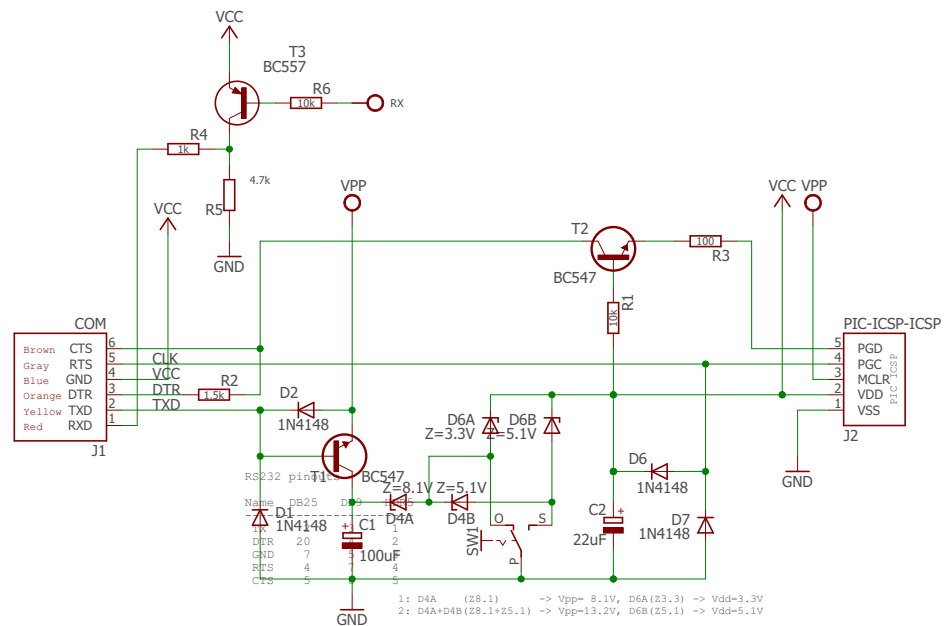 VCC
T3
BC557
R6
10k
RX
R4
1k
4.7k
R5
VCC
GND
VPP
VCC
VPP
T2
BC547
100
R3
10k
R1
COM
Brown CTS 6
Gray RTS 5 CLK
Blue GND 4 VCC
Orange DTR 3 DTR
Yellow TXD 2 TXD
Red RXD 1
J1
R2
1.5k
D2
1N4148
PIC-ICSP-ICSP
5 PGD
4 PGC
3 MCLR
2 VDD
1 VSS
PIC ICSP
J2
GND
D6A
Z=3.3V
D6B
Z=5.1V
T1
BC547
Z=8.1V
D4A
Z=5.1V
D4B
RS232 pinouts
Name DB25
1
DTR 20 2
GND 7 5 3
RTS 4 7 4
CTS 5 5
D1
1N4148
+
C1
100uF
O S
P
SW1
C2
+
22uF
D6
1N4148
D7
1N4148
GND
1: D4A (Z8.1) -> Vpp= 8.1V, D6A(Z3.3) -> Vdd=3.3V
2: D4A+D4B(Z8.1+Z5.1) -> Vpp=13.2V, D6B(Z5.1) -> Vdd=5.1V